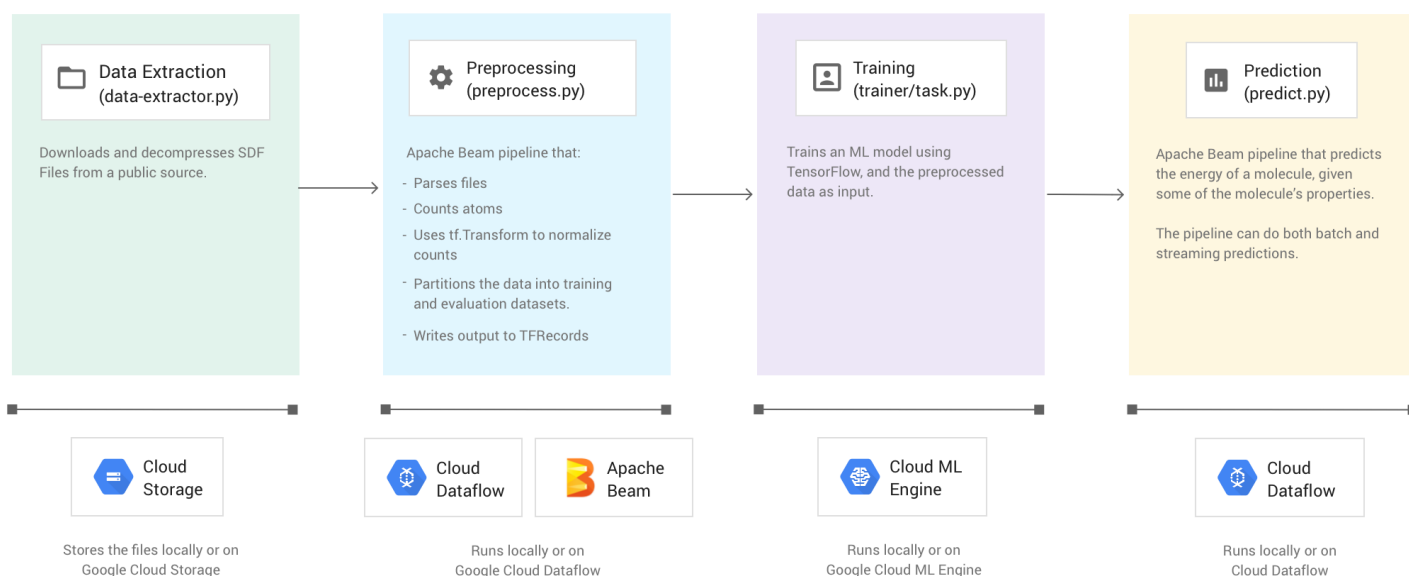 Data Extraction
(data-extractor.py)
Downloads and decompresses SDF
Files from a public source.
Preprocessing
(preprocess.py)
Apache Beam pipeline that:
- Parses files
- Counts atoms
- Uses tf.Transform to normalize
counts
- Partitions the data into training
and evaluation datasets.
- Writes output to TFRecords
Training
(trainer/task.py)
Trains an ML model using
TensorFlow, and the preprocessed
data as input.
Prediction
(predict.py)
Apache Beam pipeline that predicts
the energy of a molecule, given
some of the molecule’s properties.
The pipeline can do both batch and
streaming predictions.
Cloud
Storage
Stores the files locally or on
Google Cloud Storage
Cloud
Dataflow
Apache
Beam
Runs locally or on
Google Cloud Dataflow
Cloud ML
Engine
Runs locally or on
Google Cloud ML Engine
Cloud
Dataflow
Runs locally or on
Cloud Dataflow